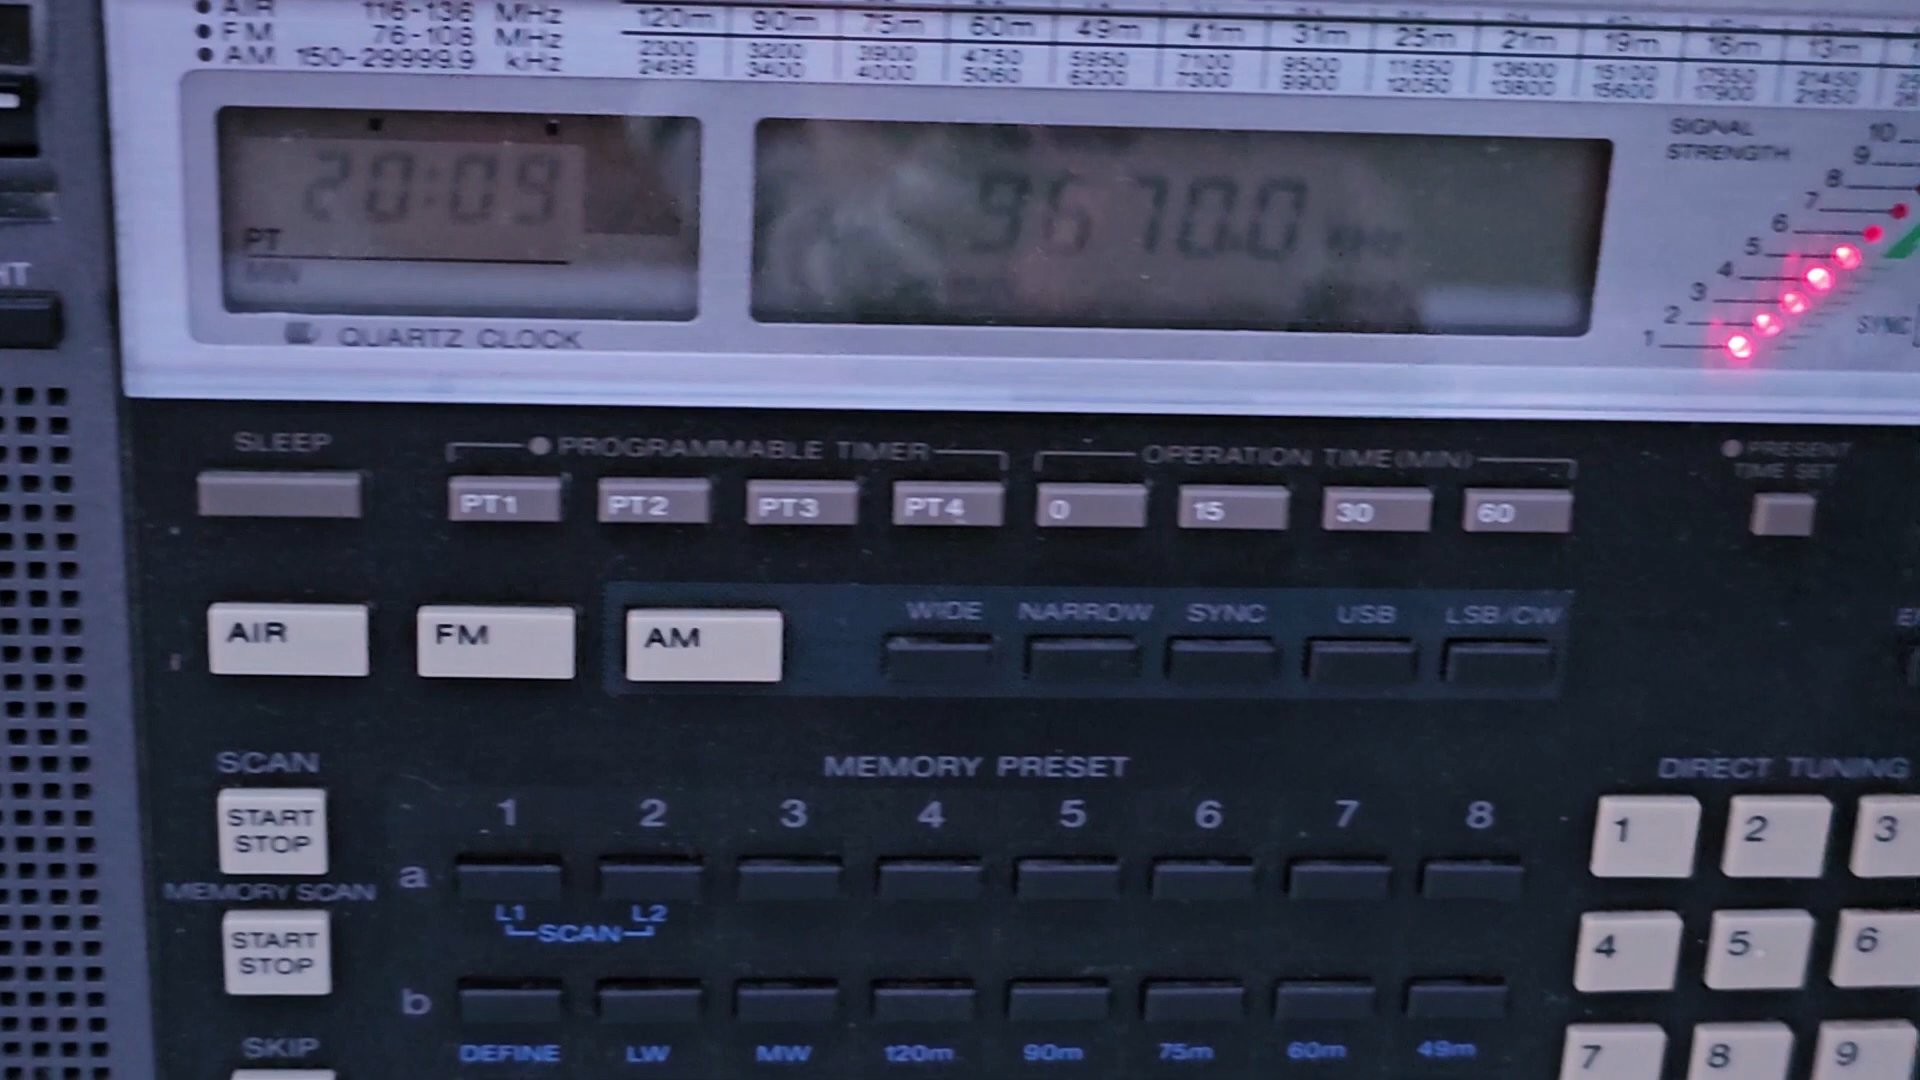 AIR 116-136 MHz
FM 76-108 MHz
AM 150-29999.9 kHz
120m 90m 75m 60m 49m 41m 31m 25m 21m 19m 16m 13m
2300 3200 3900 4750 5950 7100 9500 11650 13600 15100 17550 21450
2495 3400 4000 5060 6200 7300 9900 12050 13800 15600 17900 21850
20:09
PT
MIN
QUARTZ CLOCK
9670.0 kHz
SIGNAL
STRENGTH
10
9
8
7
6
5
4
3
2
1
SYNC
SLEEP
PROGRAMMABLE TIMER
OPERATION TIME(MIN)
PRESENT
TIME SET
PT1 PT2 PT3 PT4 0 15 30 60
WIDE NARROW SYNC USB LSB/CW
AIR FM AM
SCAN
START
STOP
MEMORY SCAN
START
STOP
SKIP
MEMORY PRESET
1 2 3 4 5 6 7 8
a
L1 SCAN L2
b
DEFINE LW MW 120m 90m 75m 60m 49m
DIRECT TUNING
1 2 3
4 5 6
7 8 9